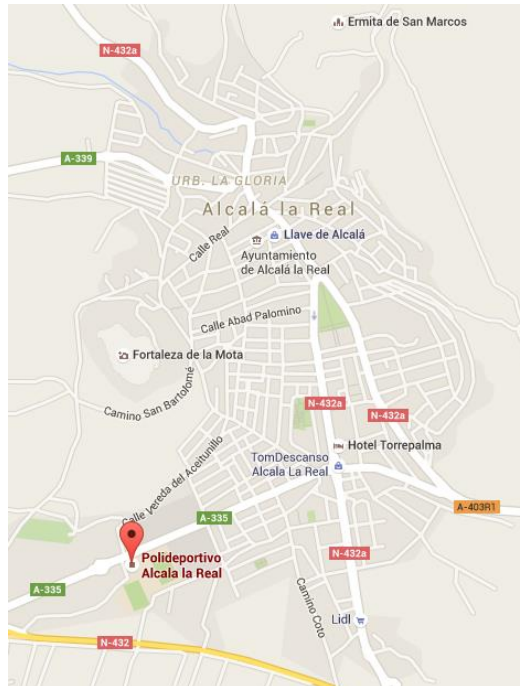 Ermita de San Marcos
N-432a
A-339
URB. LA GLORIA
Alcalá la Real
Calle Real
Llave de Alcalá
Ayuntamiento
de Alcalá la Real
Calle Abad Palomino
Fortaleza de la Mota
Camino San Bartolomé
N-432a
N-432a
Hotel Torrepalma
TomDescanso
Alcala La Real
Calle Vereda del Aceitunillo
A-403R1
A-335
N-432a
Polideportivo
Alcala la Real
A-335
Camino Coto
Lidl
N-432